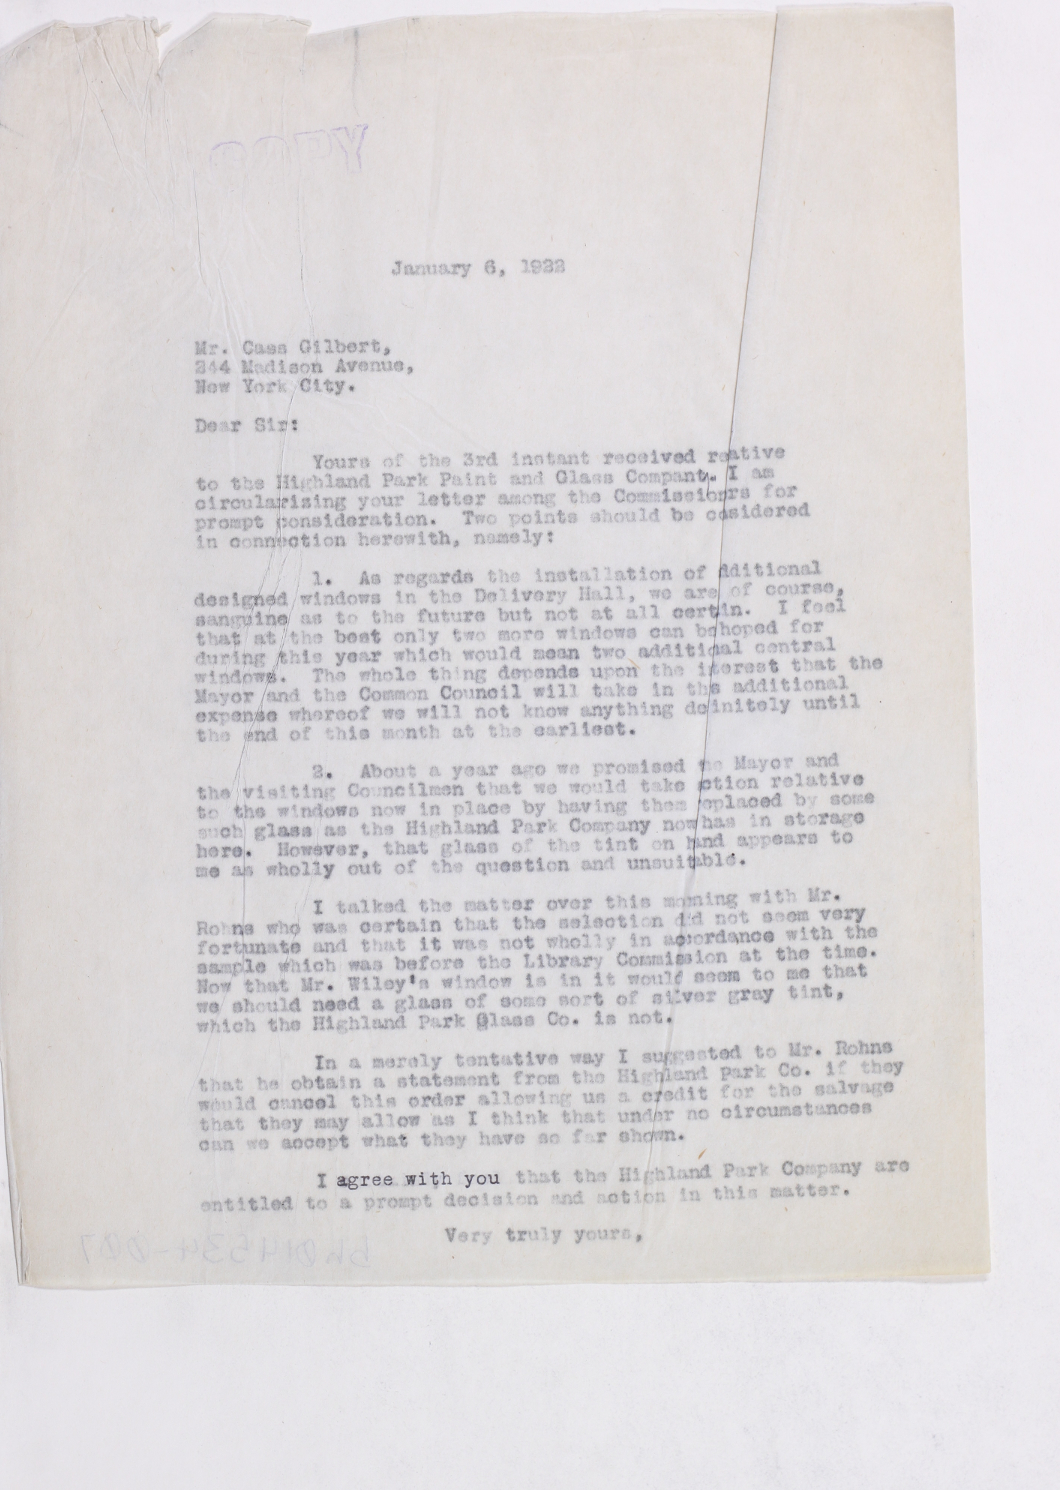 COPY
January 6, 1922
Mr. Cass Gilbert,
244 Madison Avenue,
New York City.
Dear Sir:
Yours of the 3rd instant received reative
to the Highland Park Paint and Glass Company. I am
circularising your letter among the Commissionrs for
prompt consideration. Two points should be cosidered
in connection herewith, namely:
1. As regards the installation of dditional
designed windows in the Delivery Hall, we are of course,
sanguine as to the future but not at all certin. I feel
that at the best only two more windows can b hoped for
during this year which would mean two additinal central
windows. The whole thing depends upon the iterest that the
Mayor and the Common Council will take in ths additional
expense whereof we will not know anything deinitely until
the end of this month at the earliest.
2. About a year ago we promised Mayor and
the visiting Councilmen that we would take ction relative
to the windows now in place by having them eplaced by some
such glass as the Highland Park Company now has in storage
here. However, that glass of the tint on hand appears to
me as wholly out of the question and unsuitable.
I talked the matter over this morning with Mr.
Rohns who was certain that the selection did not seem very
fortunate and that it was not wholly in accordance with the
sample which was before the Library Commission at the time.
Now that Mr. Wiley's window is in it would seem to me that
we should need a glass of some sort of silver gray tint,
which the Highland Park Glass Co. is not.
In a merely tentative way I suggested to Mr. Rohns
that he obtain a statement from the Highland Park Co. if they
would cancel this order allowing us a credit for the salvage
that they may allow as I think that under no circumstances
can we accept what they have so far shown.
I agree with you that the Highland Park Company are
entitled to a prompt decision and action in this matter.
Very truly yours,